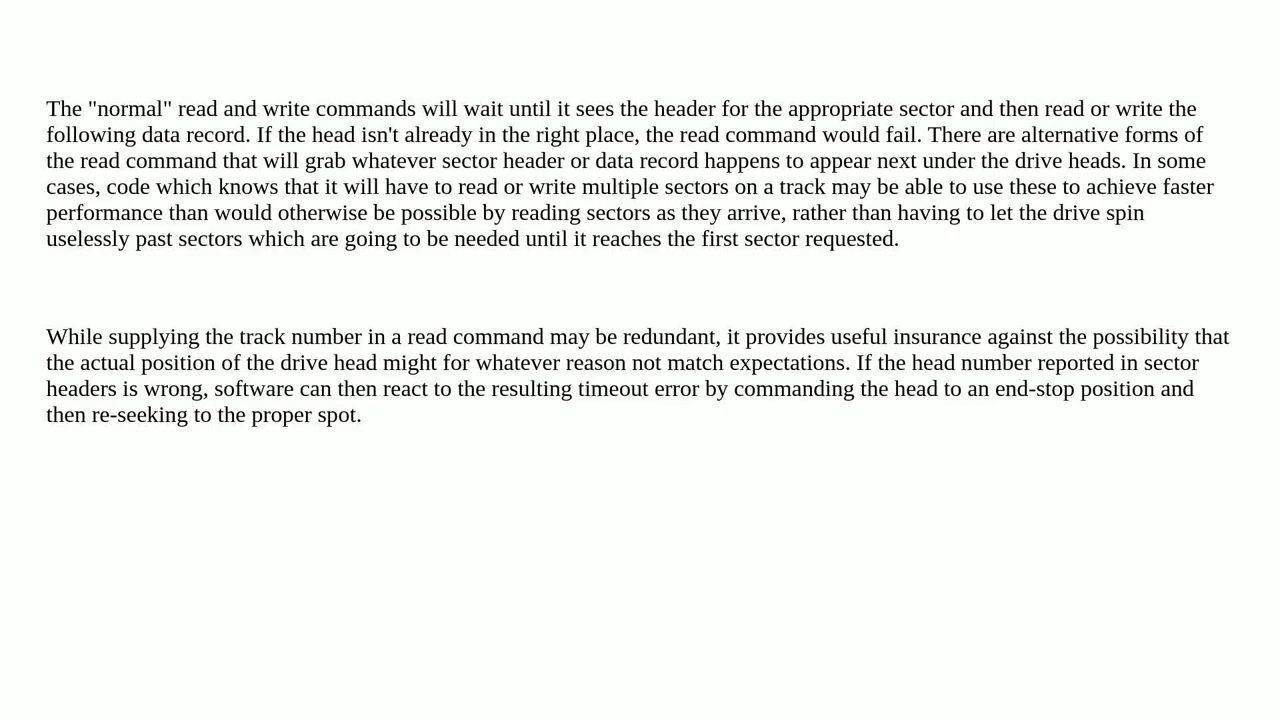 The "normal" read and write commands will wait until it sees the header for the appropriate sector and then read or write the
following data record. If the head isn't already in the right place, the read command would fail. There are alternative forms of
the read command that will grab whatever sector header or data record happens to appear next under the drive heads. In some
cases, code which knows that it will have to read or write multiple sectors on a track may be able to use these to achieve faster
performance than would otherwise be possible by reading sectors as they arrive, rather than having to let the drive spin
uselessly past sectors which are going to be needed until it reaches the first sector requested.
While supplying the track number in a read command may be redundant, it provides useful insurance against the possibility that
the actual position of the drive head might for whatever reason not match expectations. If the head number reported in sector
headers is wrong, software can then react to the resulting timeout error by commanding the head to an end-stop position and
then re-seeking to the proper spot.